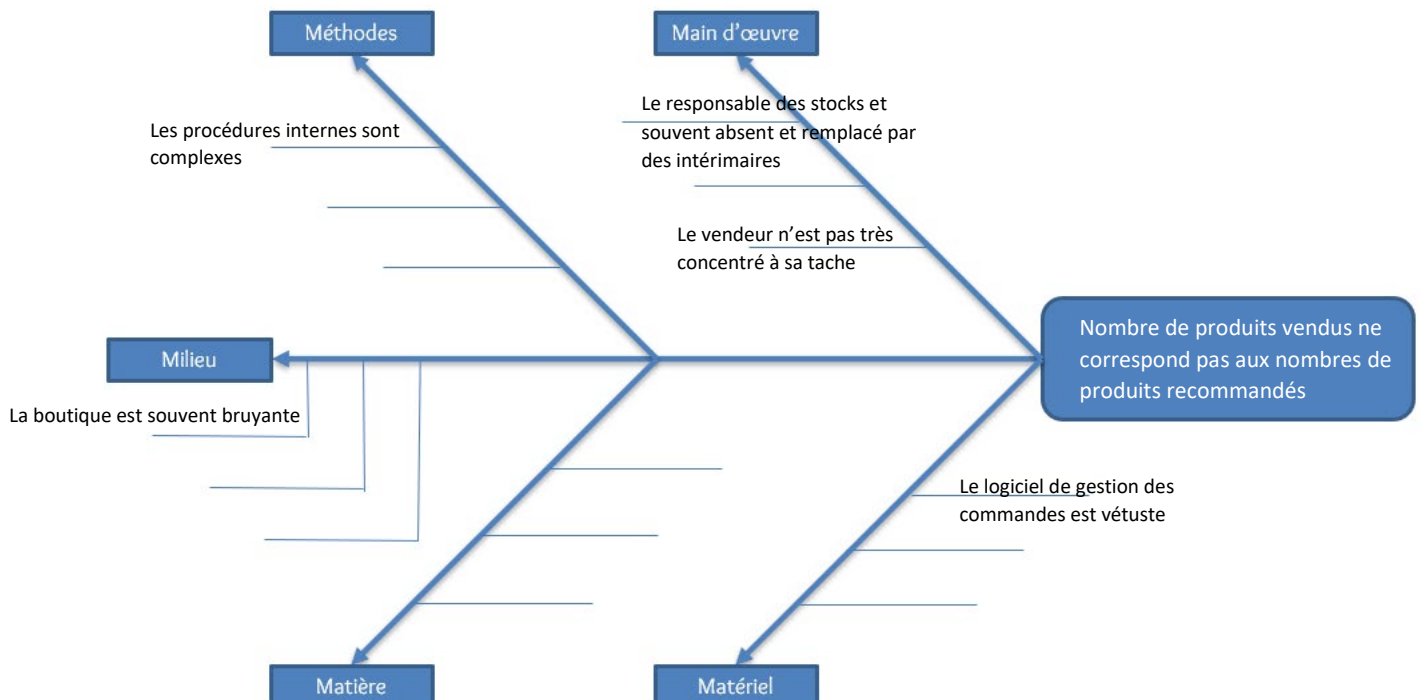 Méthodes
Main d'œuvre
Les procédures internes sont
complexes
Le responsable des stocks et
souvent absent et remplacé par
des intérimaires
Le vendeur n'est pas très
concentré à sa tache
Nombre de produits vendus ne
correspond pas aux nombres de
produits recommandés
Milieu
La boutique est souvent bruyante
Le logiciel de gestion des
commandes est vétuste
Matière
Matériel